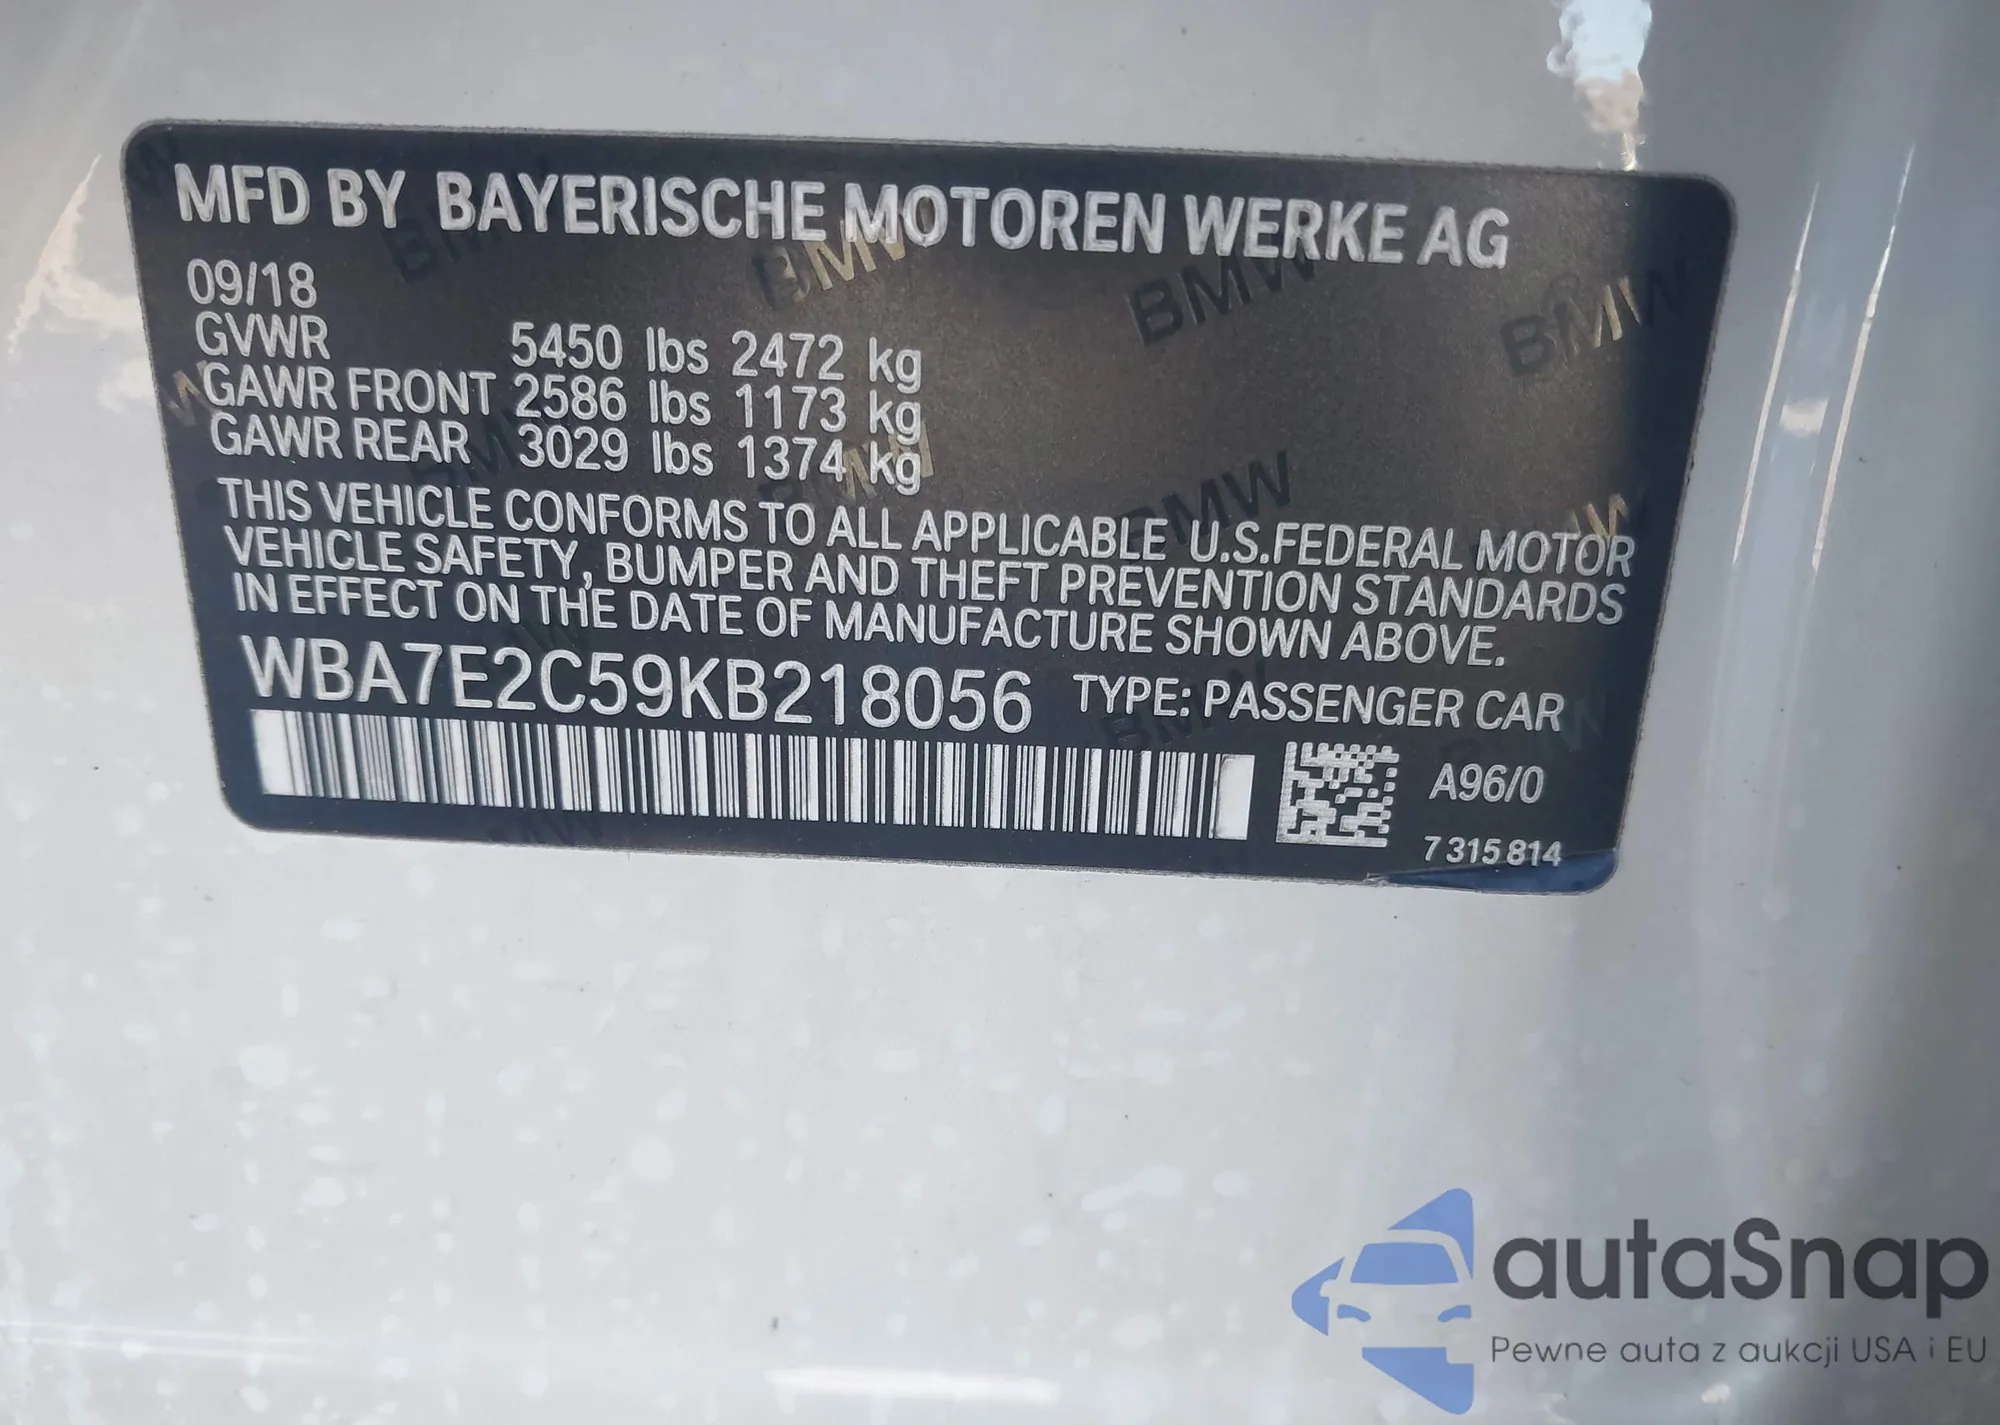 MFD BY BAYERISCHE MOTOREN WERKE AG
09/18
GVWR 5450 lbs 2472 kg
GAWR FRONT 2586 lbs 1173 kg
GAWR REAR 3029 lbs 1374 kg
THIS VEHICLE CONFORMS TO ALL APPLICABLE U.S.FEDERAL MOTOR
VEHICLE SAFETY, BUMPER AND THEFT PREVENTION STANDARDS
IN EFFECT ON THE DATE OF MANUFACTURE SHOWN ABOVE.
WBA7E2C59KB218056 TYPE: PASSENGER CAR
A96/0
7 315 814
autaSnap
Pewne auta z aukcji USA i EU